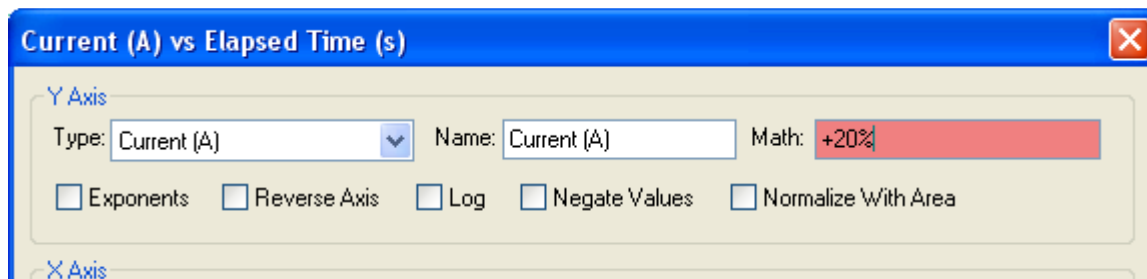 Current (A) vs Elapsed Time (s)
Y Axis
Type: Current (A) Name: Current (A) Math: +20%
Exponents Reverse Axis Log Negate Values Normalize With Area
X Axis